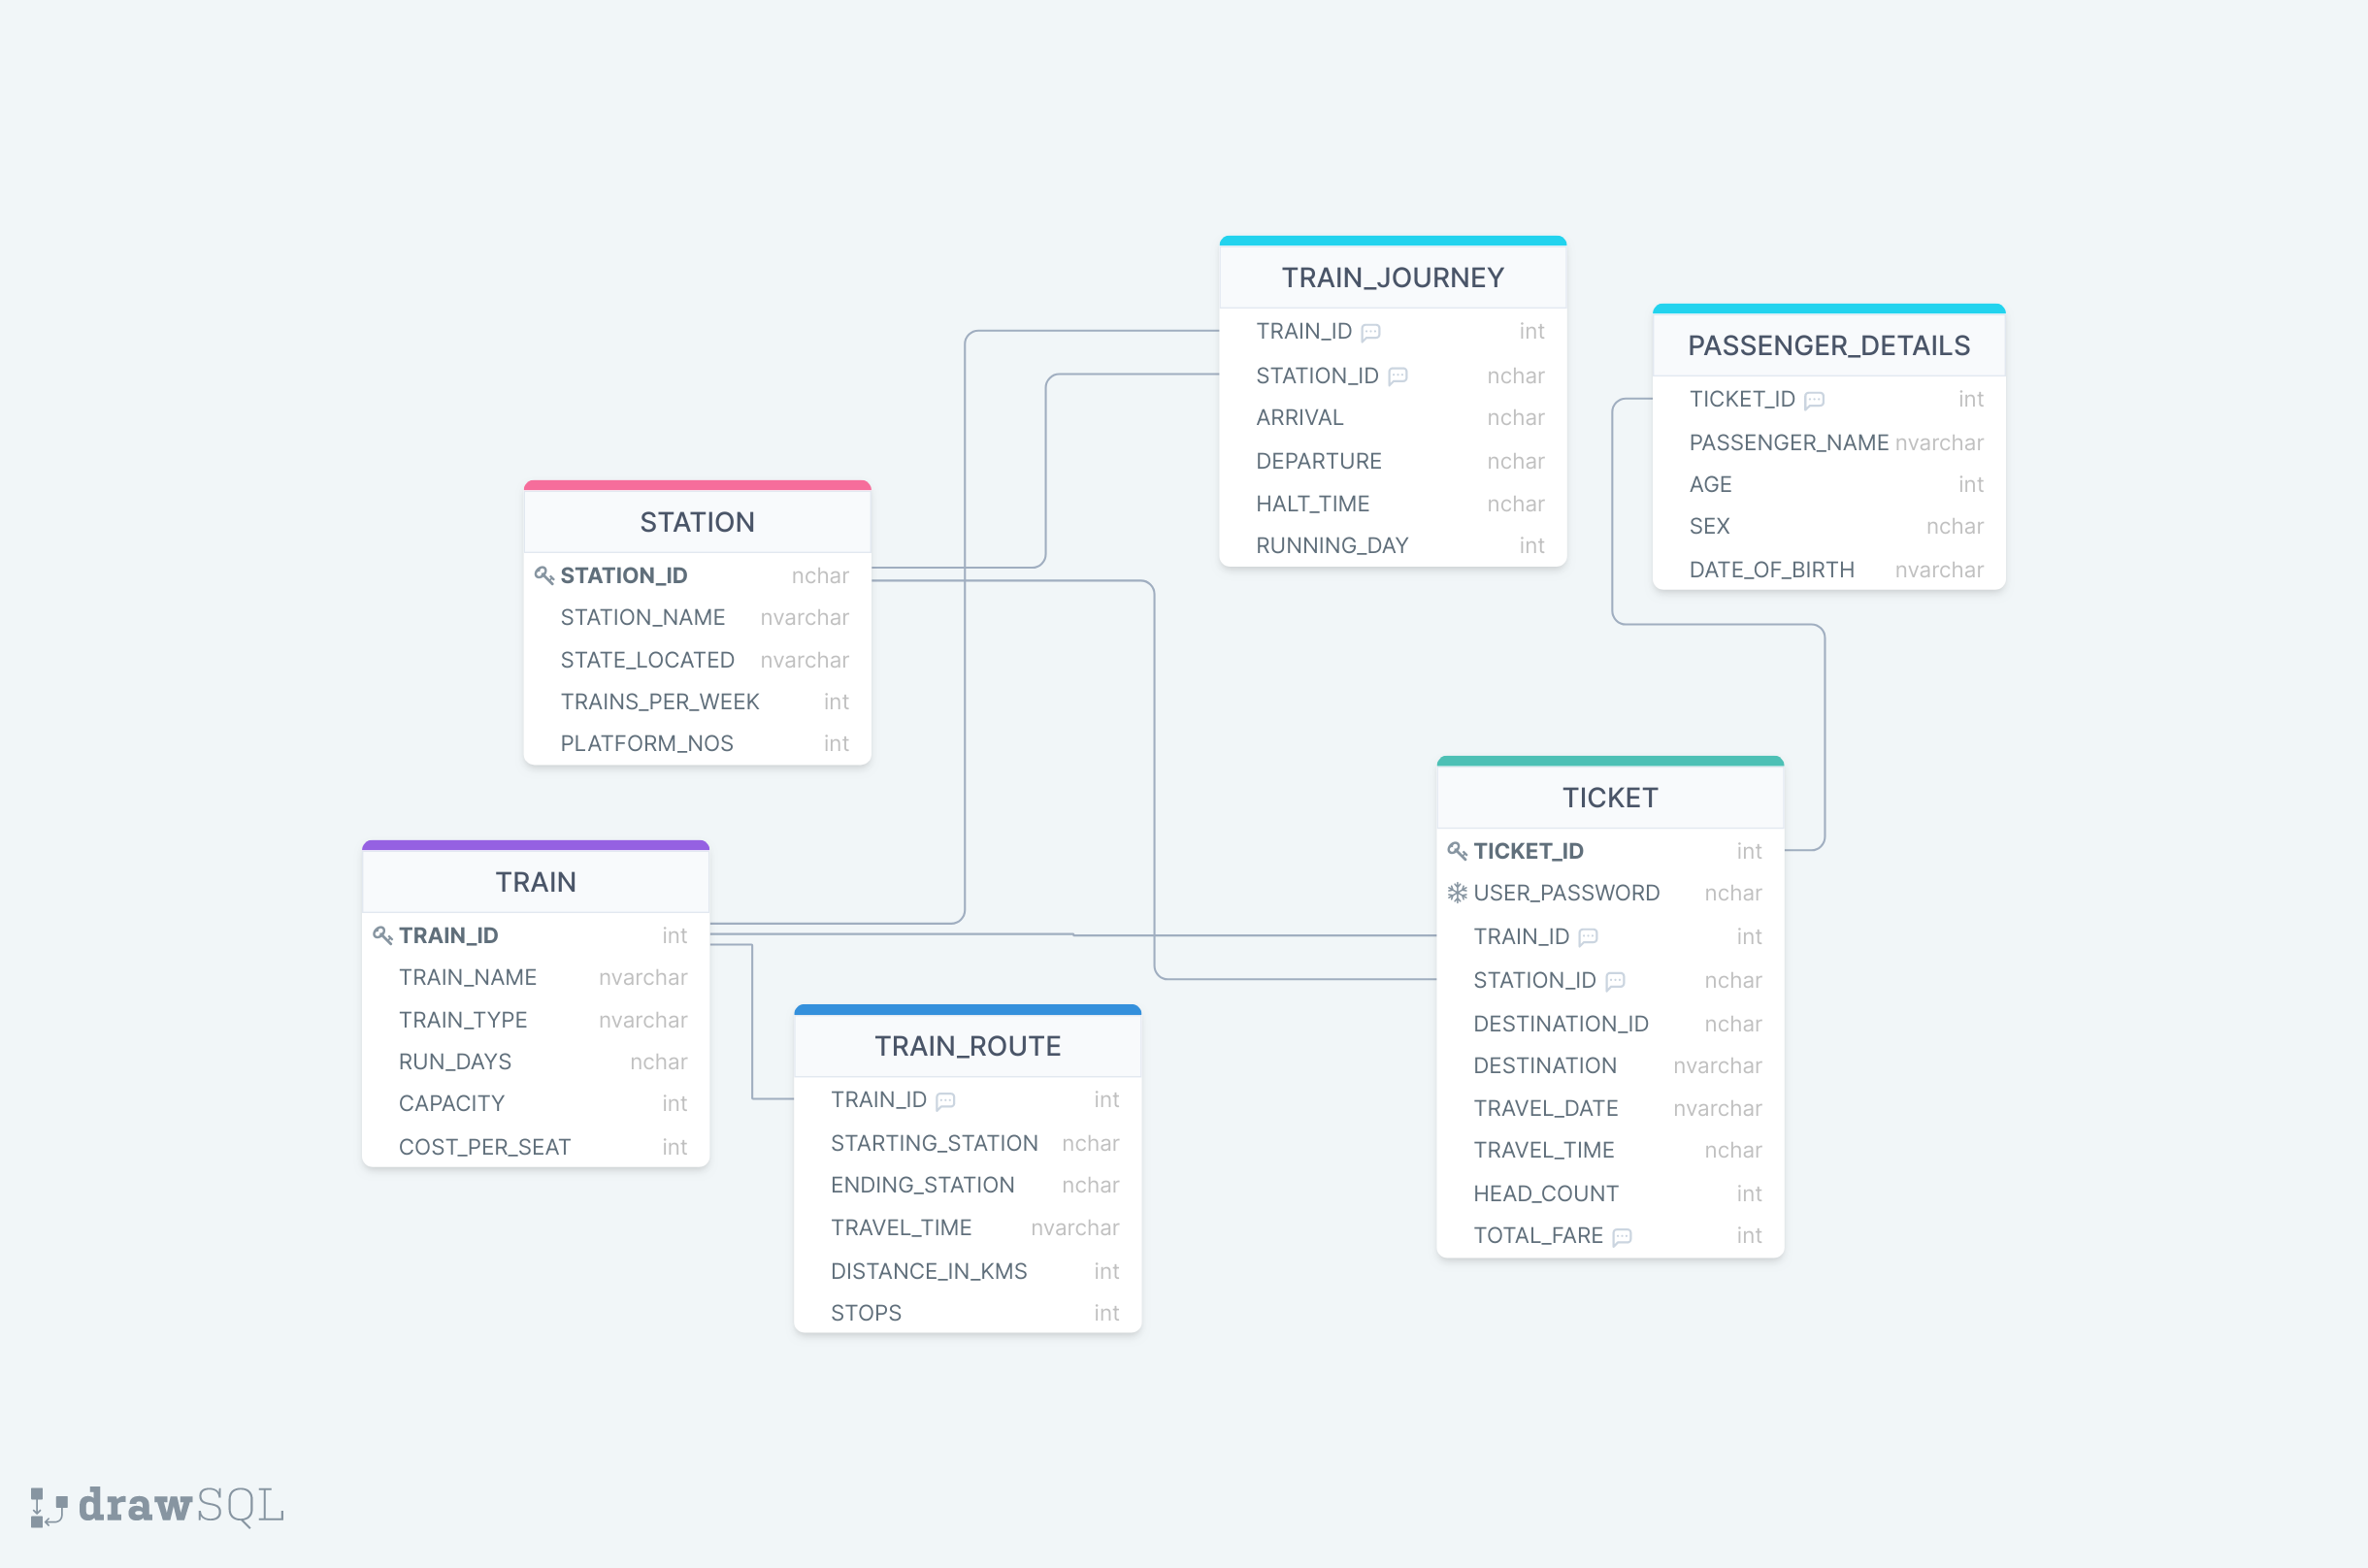 TRAIN_JOURNEY
TRAIN_ID int
STATION_ID nchar
ARRIVAL nchar
DEPARTURE nchar
HALT_TIME nchar
RUNNING_DAY int
PASSENGER_DETAILS
TICKET_ID int
PASSENGER_NAME nvarchar
AGE int
SEX nchar
DATE_OF_BIRTH nvarchar
STATION
STATION_ID nchar
STATION_NAME nvarchar
STATE_LOCATED nvarchar
TRAINS_PER_WEEK int
PLATFORM_NOS int
TICKET
TICKET_ID int
USER_PASSWORD nchar
TRAIN_ID int
STATION_ID nchar
DESTINATION_ID nchar
DESTINATION nvarchar
TRAVEL_DATE nvarchar
TRAVEL_TIME nchar
HEAD_COUNT int
TOTAL_FARE int
TRAIN
TRAIN_ID int
TRAIN_NAME nvarchar
TRAIN_TYPE nvarchar
RUN_DAYS nchar
CAPACITY int
COST_PER_SEAT int
TRAIN_ROUTE
TRAIN_ID int
STARTING_STATION nchar
ENDING_STATION nchar
TRAVEL_TIME nvarchar
DISTANCE_IN_KMS int
STOPS int
drawSQL